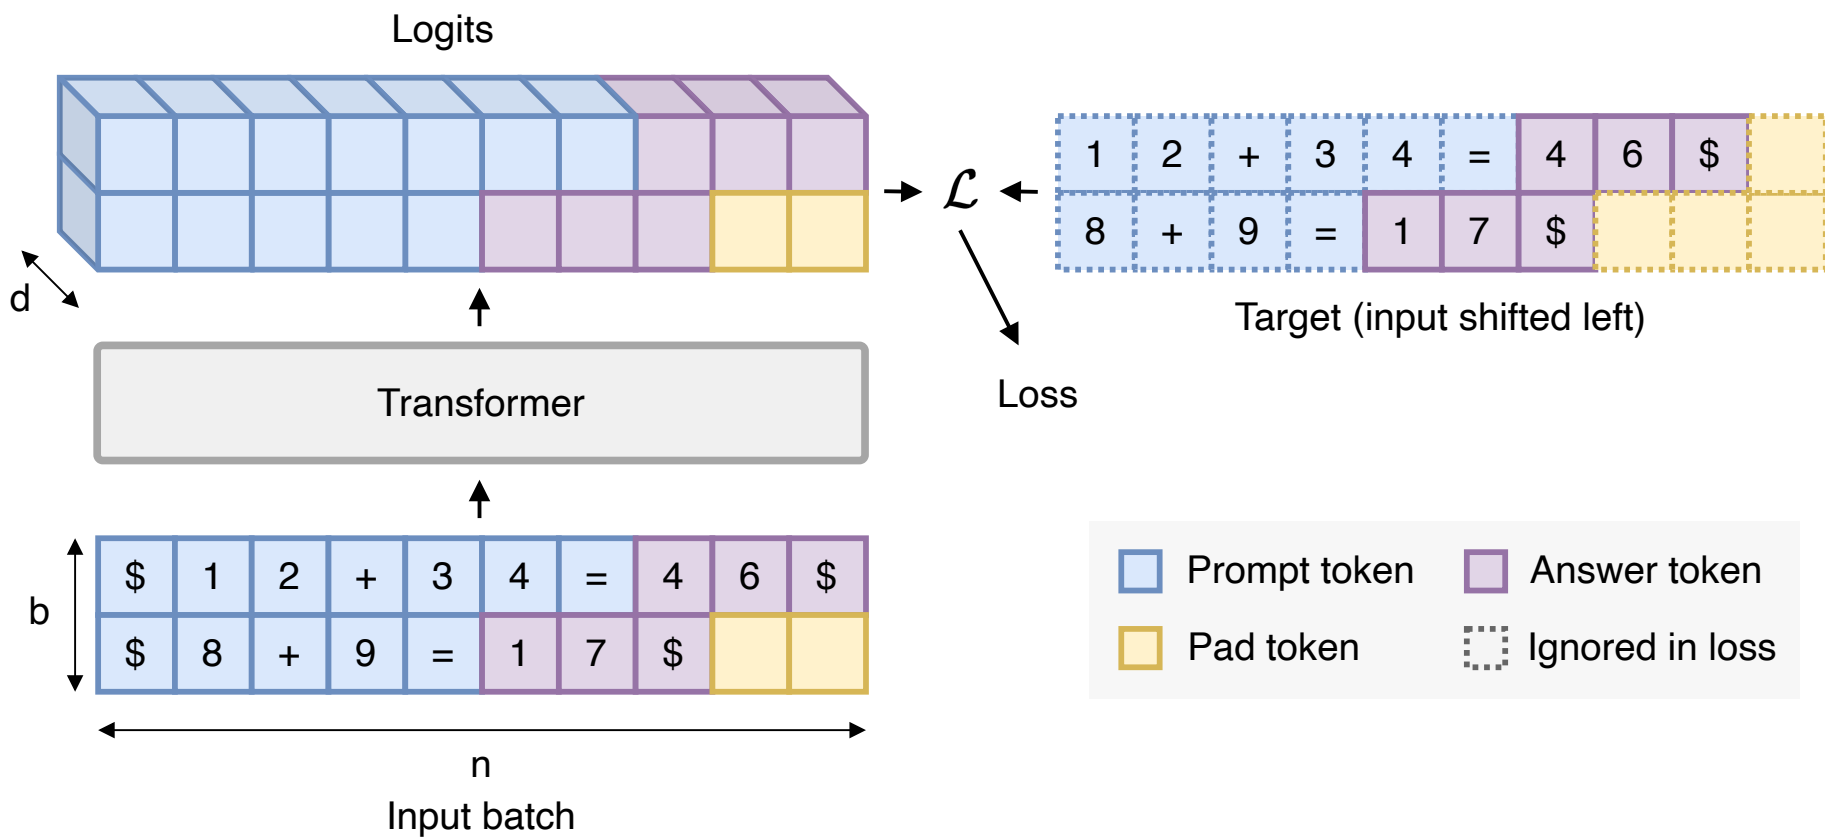 Logits
1 2 + 3 4 = 4 6 $
8 + 9 = 1 7 $
ℒ
d
Target (input shifted left)
Transformer
Loss
b
$ 1 2 + 3 4 = 4 6 $
$ 8 + 9 = 1 7 $
n
Input batch
Prompt token
Answer token
Pad token
Ignored in loss